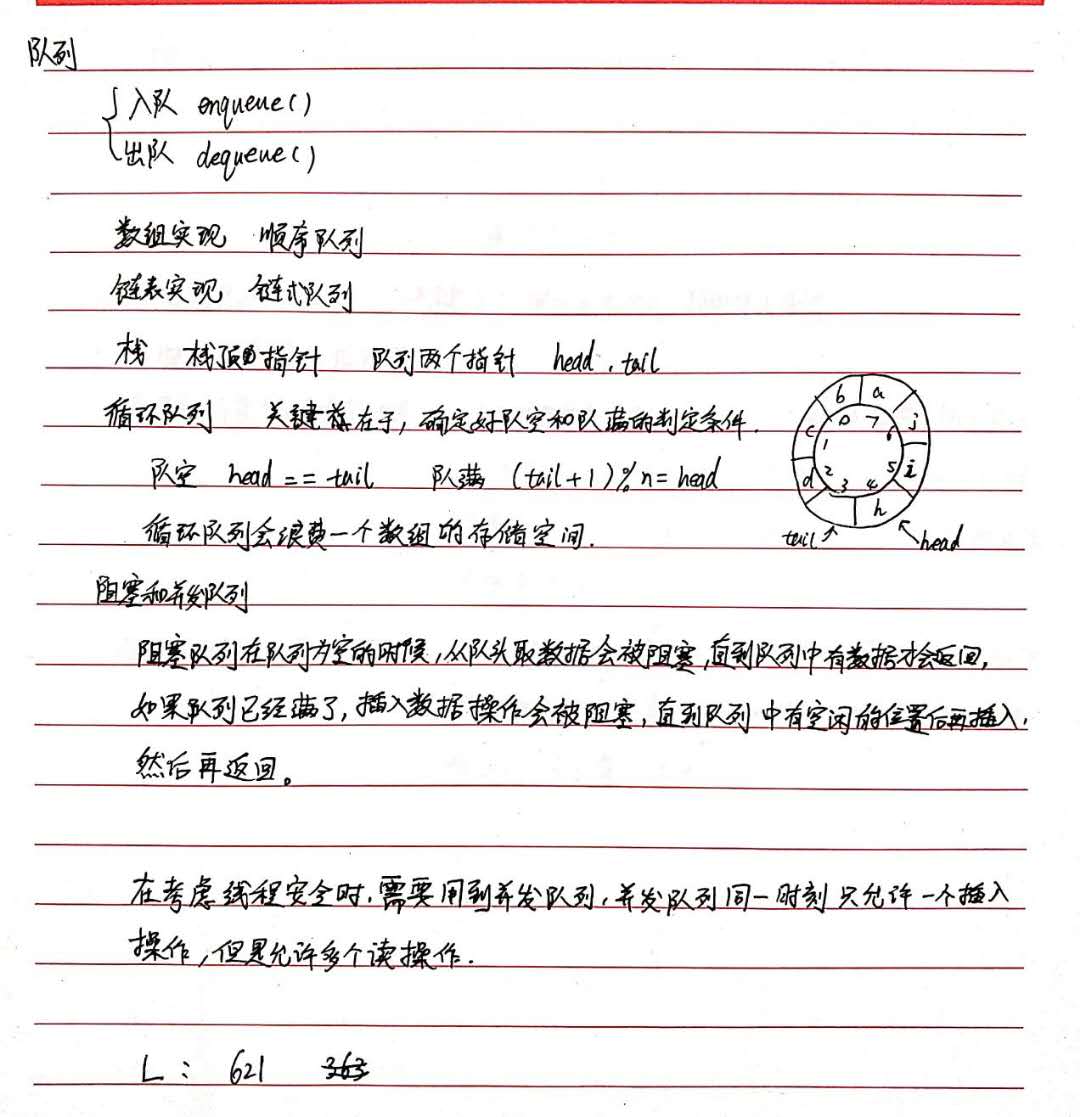 队列
入队 enqueue()
出队 dequeue()
数组实现 顺序队列
链表实现 链式队列
栈 栈顶指针 队列两个指针 head, tail
循环队列 关键在于，确定好队空和队满的判定条件.
队空 head == tail 队满 (tail+1)%n=head
循环队列会浪费一个数组的存储空间.
b a
c 0 7 j
1 6
d 2 5 i
3 4
h
tail head
阻塞和并发队列
阻塞队列在队列为空的时候，从队头取数据会被阻塞，直到队列中有数据才会返回，
如果队列已经满了，插入数据操作会被阻塞，直到队列中有空闲的位置后再插入，
然后再返回。
在考虑线程安全时，需要用到并发队列，并发队列同一时刻只允许一个插入
操作，但是允许多个读操作.
L： 621 363